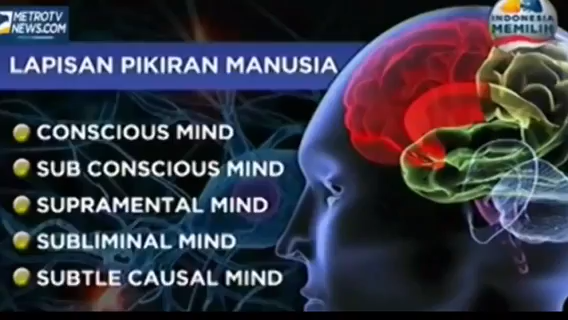 METROTV
NEWS.COM
INDONESIA
MEMILIH
LAPISAN PIKIRAN MANUSIA
CONSCIOUS MIND
SUB CONSCIOUS MIND
SUPRAMENTAL MIND
SUBLIMINAL MIND
SUBTLE CAUSAL MIND